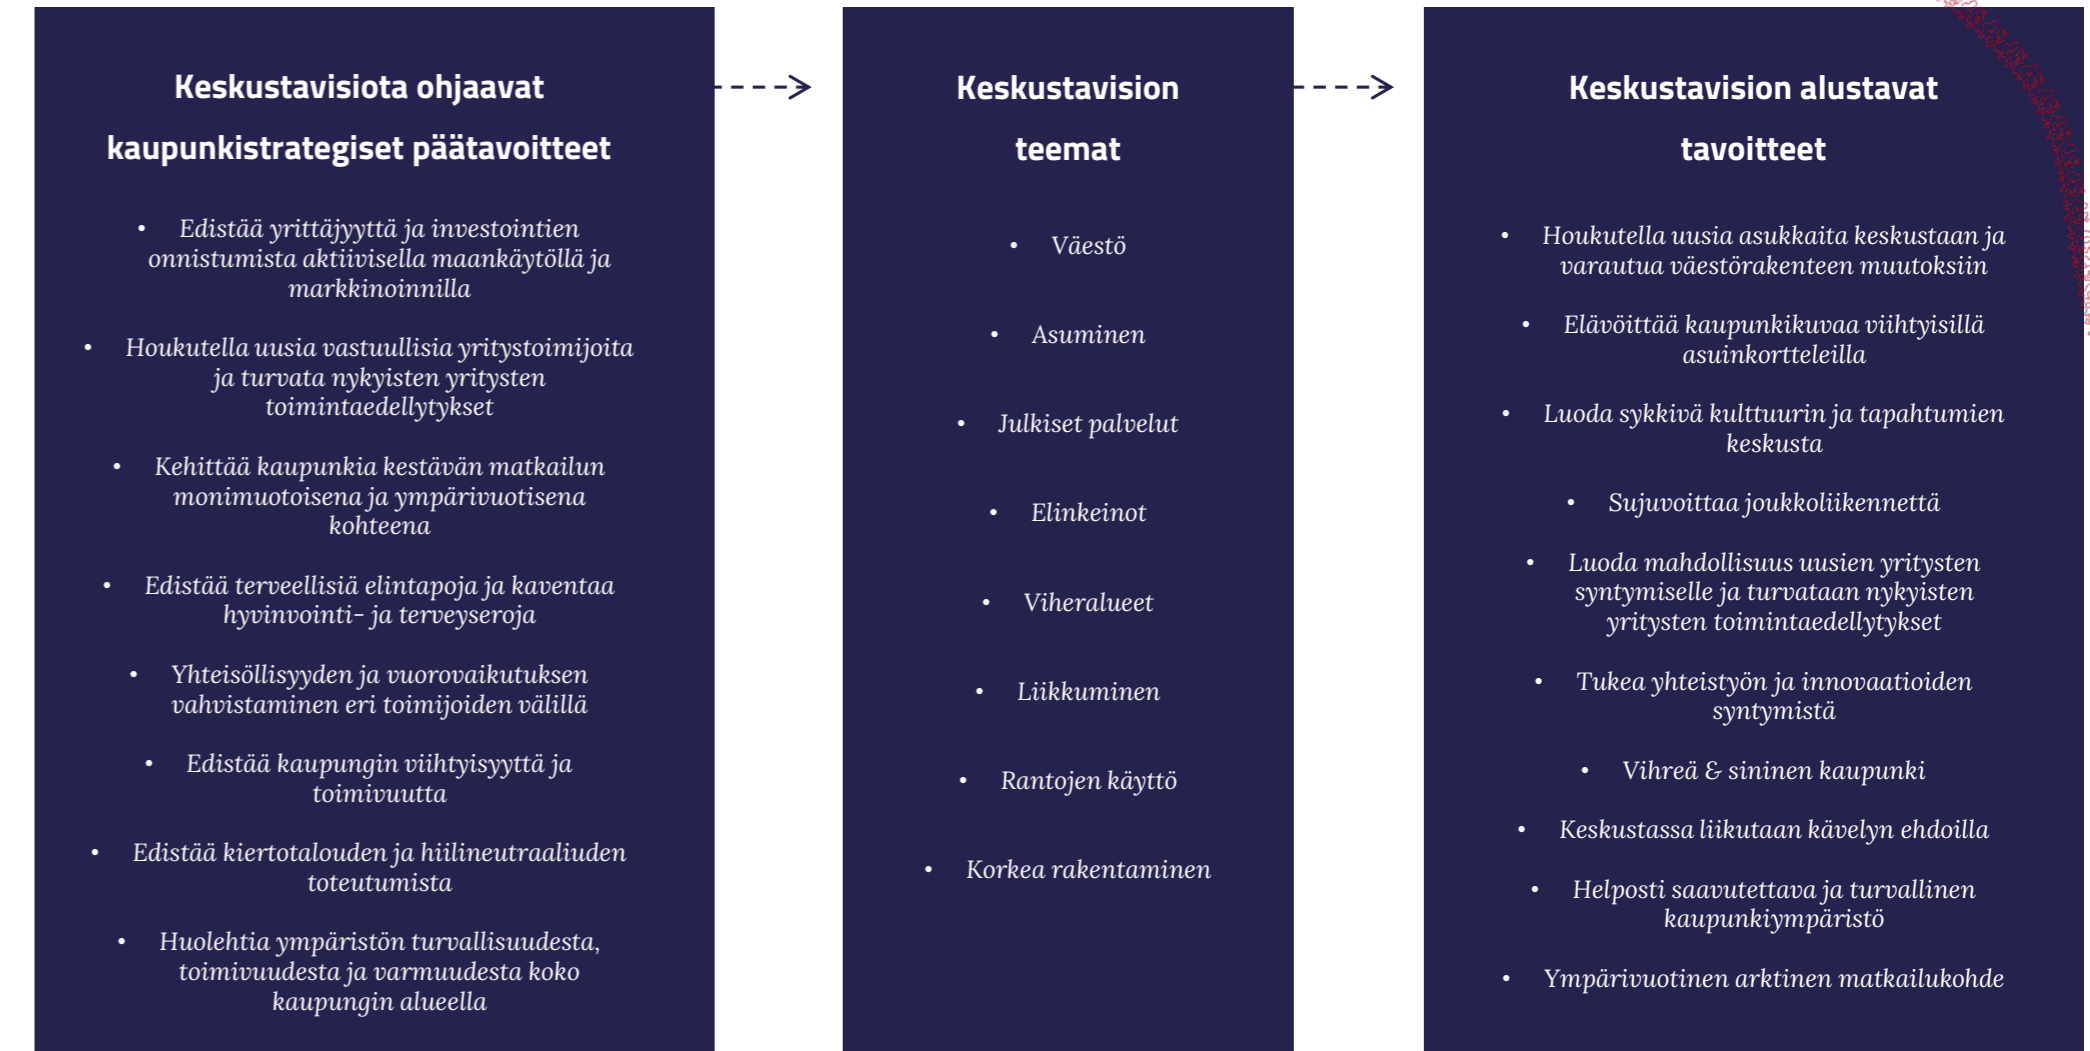 Keskustavisiota ohjaavat
kaupunkistrategiset päätavoitteet
• Edistää yrittäjyyttä ja investointien
onnistumista aktiivisella maankäytöllä ja
markkinoinnilla
• Houkutella uusia vastuullisia yritystoimijoita
ja turvata nykyisten yritysten
toimintaedellytykset
• Kehittää kaupunkia kestävän matkailun
monimuotoisena ja ympärivuotisena
kohteena
• Edistää terveellisiä elintapoja ja kaventaa
hyvinvointi- ja terveyseroja
• Yhteisöllisyyden ja vuorovaikutuksen
vahvistaminen eri toimijoiden välillä
• Edistää kaupungin viihtyisyyttä ja
toimivuutta
• Edistää kiertotalouden ja hiilineutraaliuden
toteutumista
• Huolehtia ympäristön turvallisuudesta,
toimivuudesta ja varmuudesta koko
kaupungin alueella
Keskustavision
teemat
• Väestö
• Asuminen
• Julkiset palvelut
• Elinkeinot
• Viheralueet
• Liikkuminen
• Rantojen käyttö
• Korkea rakentaminen
Keskustavision alustavat
tavoitteet
• Houkutella uusia asukkaita keskustaan ja
varautua väestörakenteen muutoksiin
• Elävöittää kaupunkikuvaa viihtyisillä
asuinkortteleilla
• Luoda sykkivä kulttuurin ja tapahtumien
keskusta
• Sujuvoittaa joukkoliikennettä
• Luoda mahdollisuus uusien yritysten
syntymiselle ja turvataan nykyisten
yritysten toimintaedellytykset
• Tukea yhteistyön ja innovaatioiden
syntymistä
• Vihreä & sininen kaupunki
• Keskustassa liikutaan kävelyn ehdoilla
• Helposti saavutettava ja turvallinen
kaupunkiympäristö
• Ympärivuotinen arktinen matkailukohde